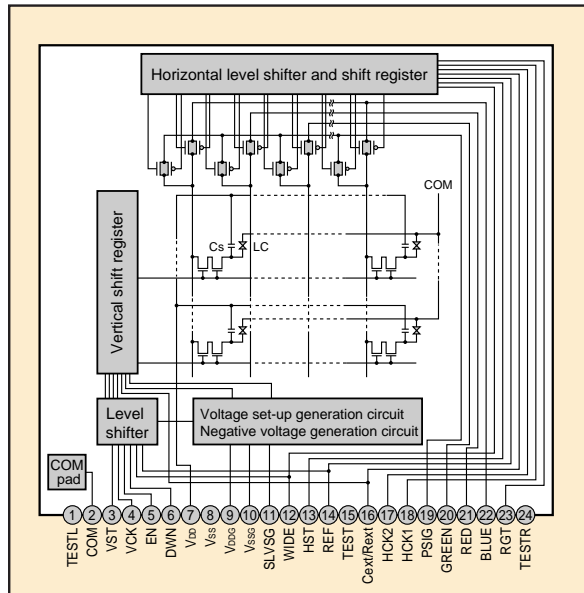 Horizontal level shifter and shift register
COM
Cs
LC
Vertical shift register
Level
shifter
Voltage set-up generation circuit
Negative voltage generation circuit
COM
pad
1
2
3
4
5
6
7
8
9
10
11
12
13
14
15
16
17
18
19
20
21
22
23
24
TESTL
COM
VST
VCK
EN
DWN
VDD
VSS
VDDG
VSSG
SLVSG
WIDE
HST
REF
TEST
Cext/Rext
HCK2
HCK1
PSIG
GREEN
RED
BLUE
RGT
TESTR